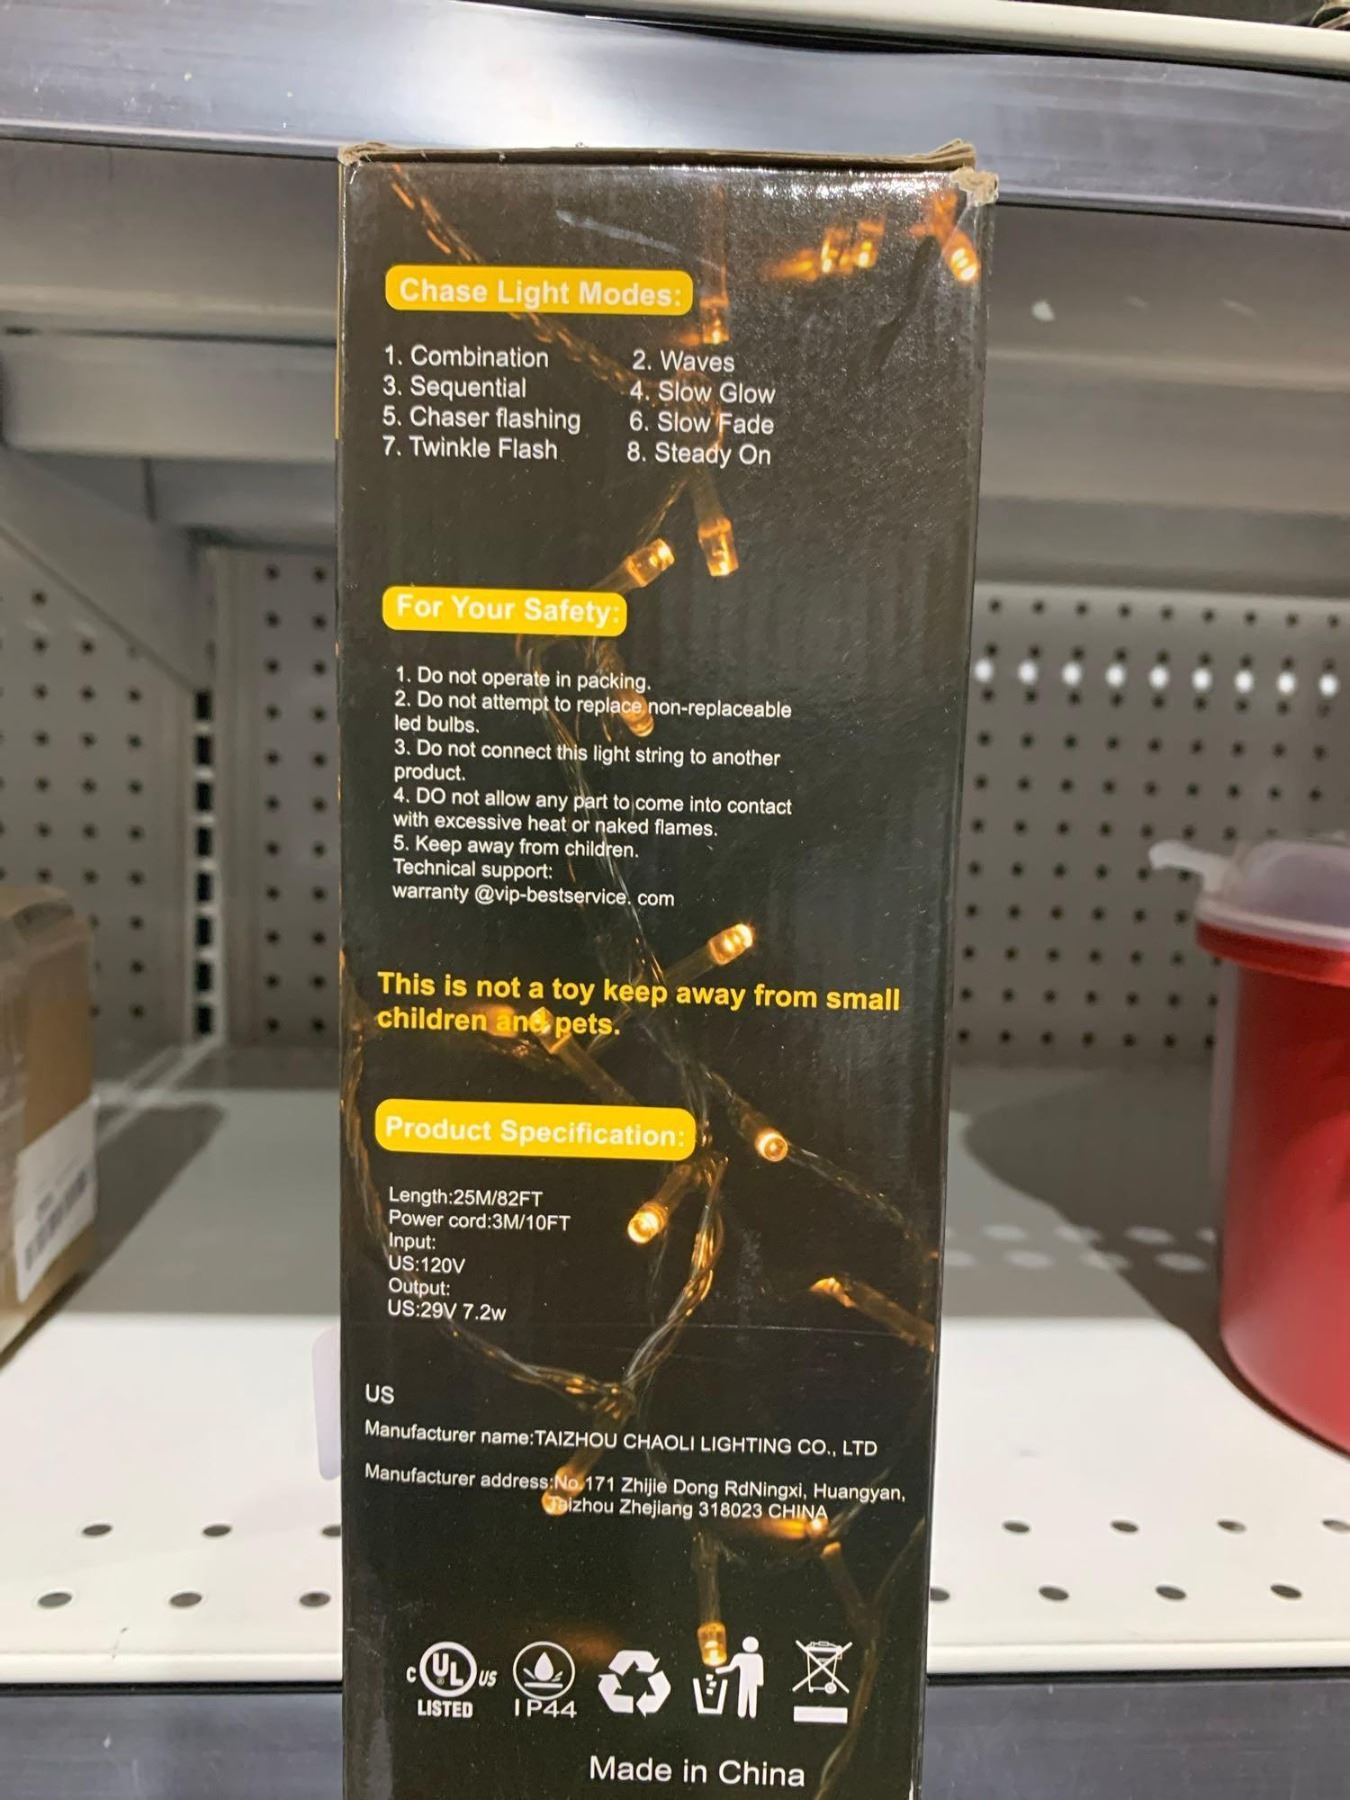 Chase Light Modes:
1. Combination 2. Waves
3. Sequential 4. Slow Glow
5. Chaser flashing 6. Slow Fade
7. Twinkle Flash 8. Steady On
For Your Safety:
1. Do not operate in packing.
2. Do not attempt to replace non-replaceable
led bulbs.
3. Do not connect this light string to another
product.
4. DO not allow any part to come into contact
with excessive heat or naked flames.
5. Keep away from children.
Technical support:
warranty @vip-bestservice. com
This is not a toy keep away from small
children and pets.
Product Specification:
Length:25M/82FT
Power cord:3M/10FT
Input:
US:120V
Output:
US:29V 7.2w
US
Manufacturer name:TAIZHOU CHAOLI LIGHTING CO., LTD
Manufacturer address:No.171 Zhijie Dong RdNingxi, Huangyan,
Taizhou Zhejiang 318023 CHINA
C UL US
LISTED
IP44
Made in China